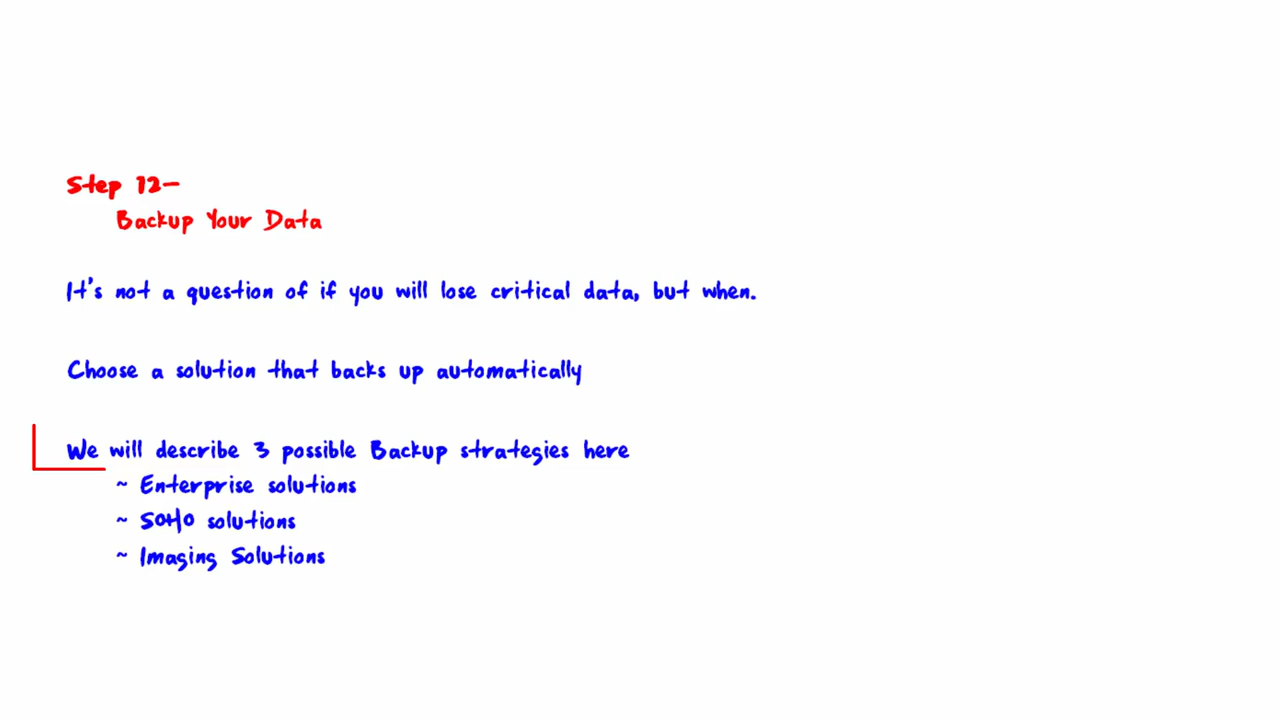 Step 12-
Backup Your Data
It's not a question of if you will lose critical data, but when.
Choose a solution that backs up automatically
We will describe 3 possible Backup strategies here
~ Enterprise solutions
~ SOHO solutions
~ Imaging Solutions